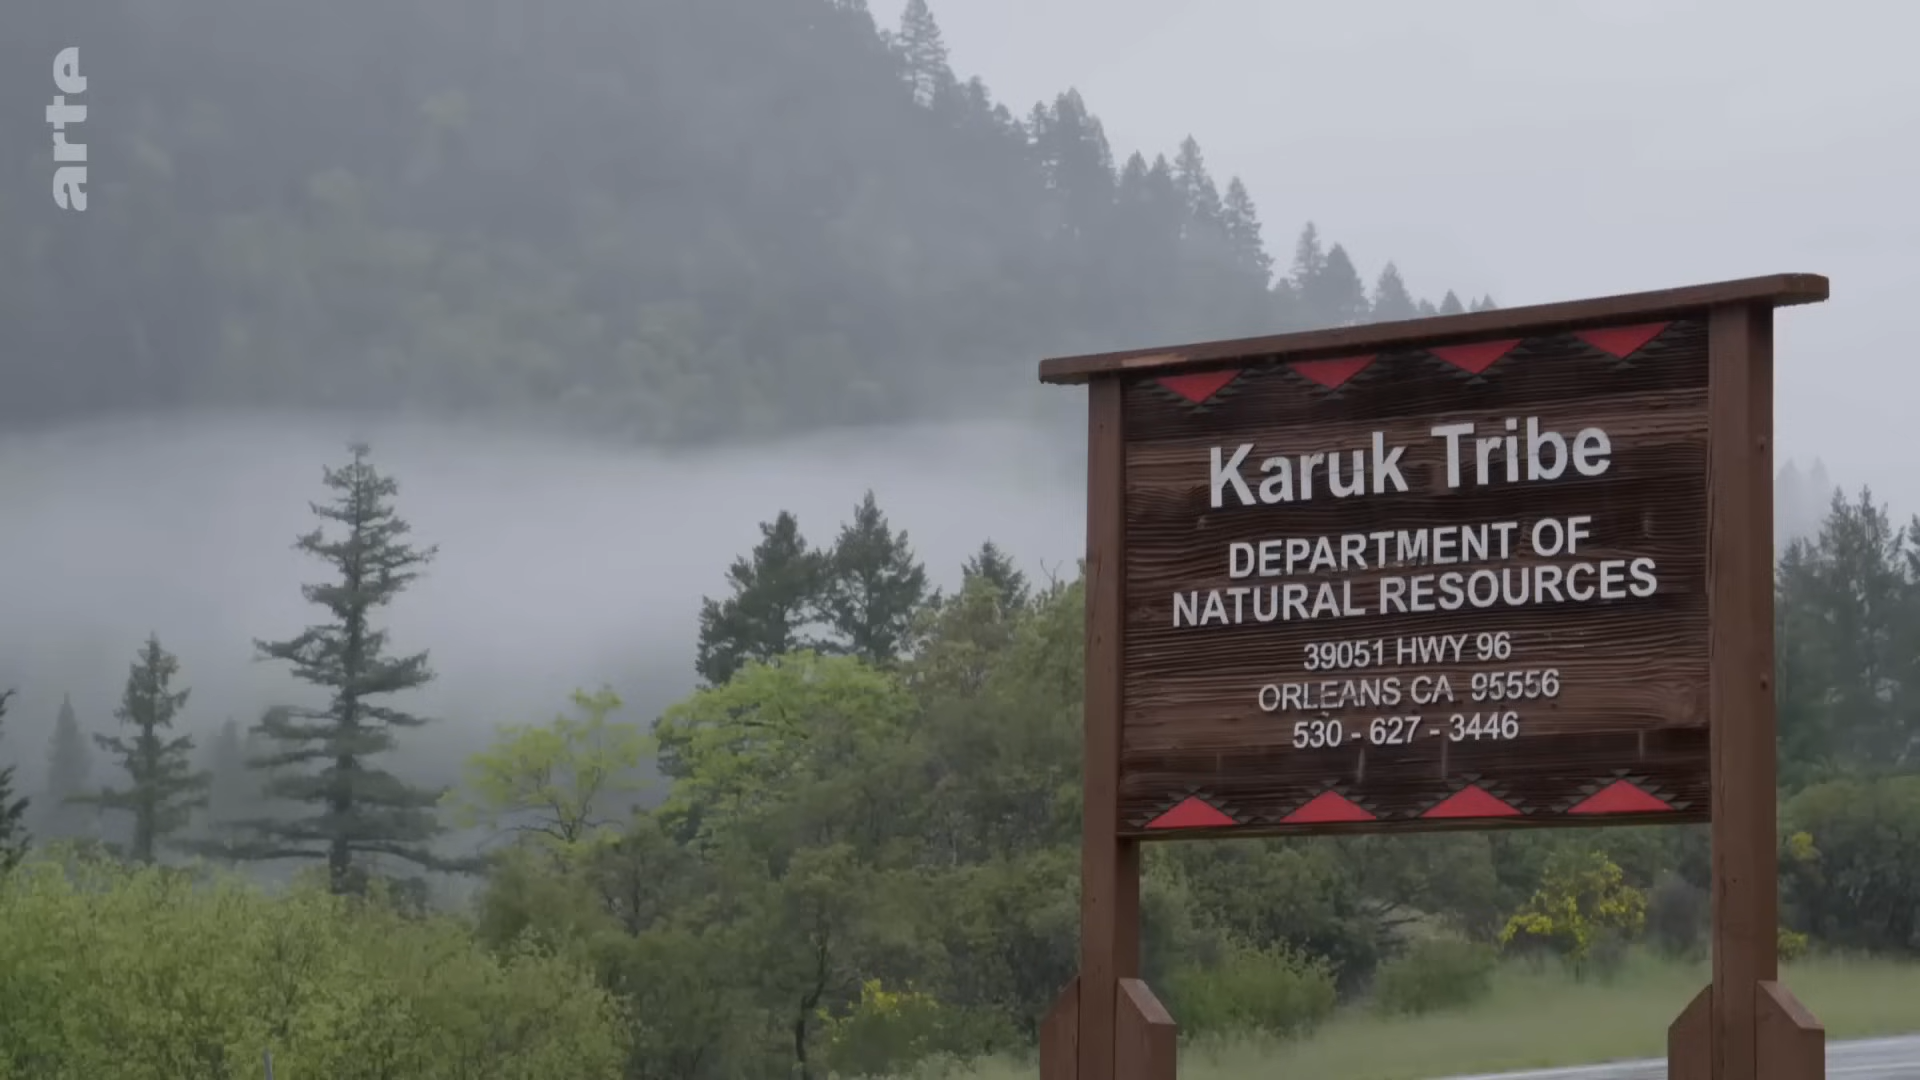 arte
Karuk Tribe
DEPARTMENT OF
NATURAL RESOURCES
39051 HWY 96
ORLEANS CA 95556
530 - 627 - 3446